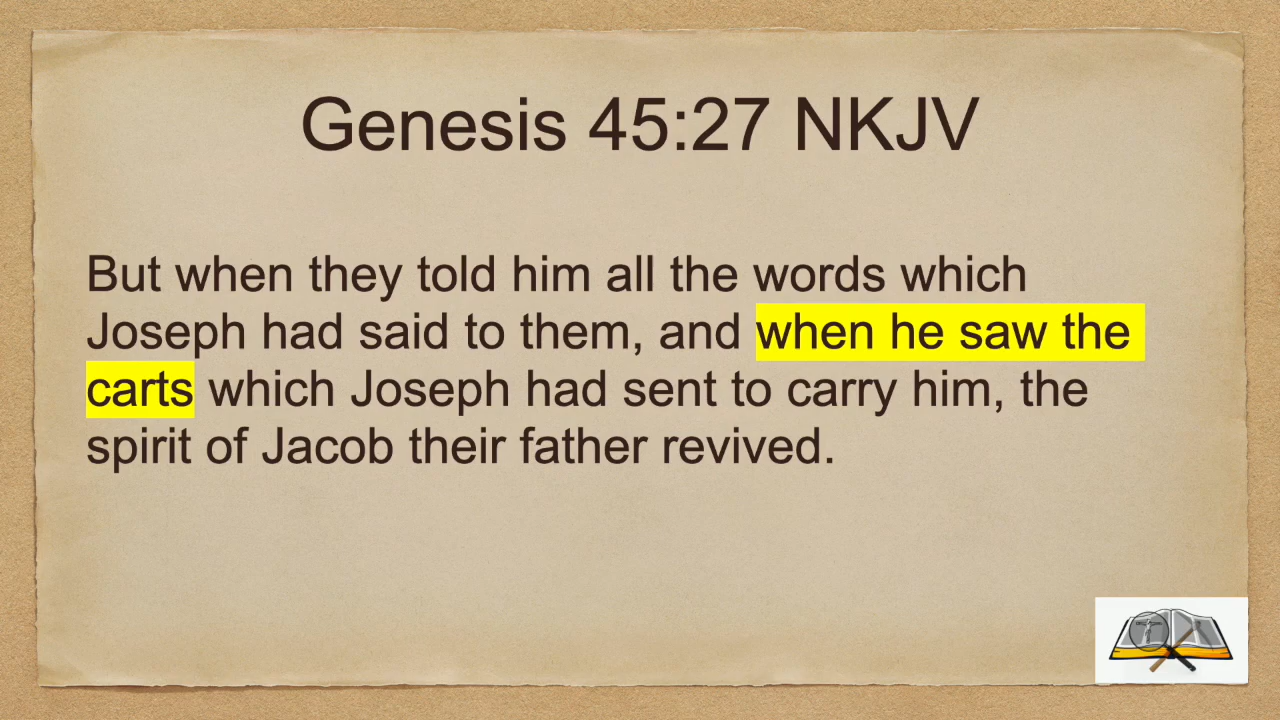 Genesis 45:27 NKJV
But when they told him all the words which
Joseph had said to them, and when he saw the
carts which Joseph had sent to carry him, the
spirit of Jacob their father revived.